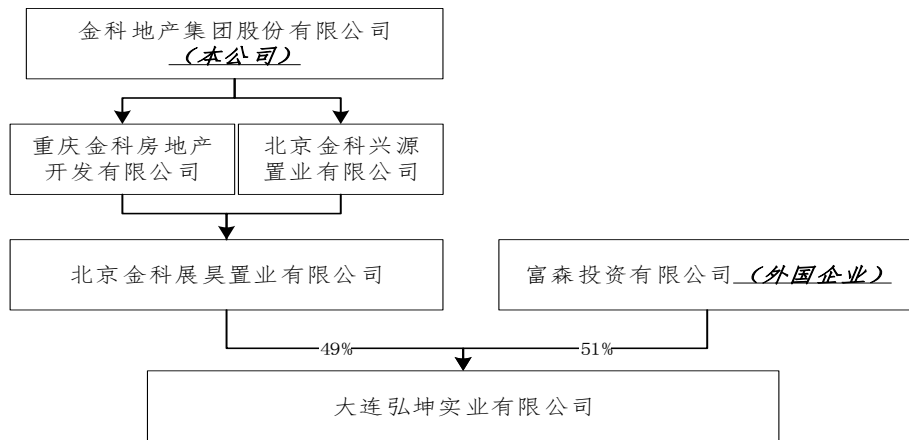 金科地产集团股份有限公司
（本公司）
重庆金科房地产
开发有限公司
北京金科兴源
置业有限公司
北京金科展昊置业有限公司
富森投资有限公司（外国企业）
49%
51%
大连弘坤实业有限公司